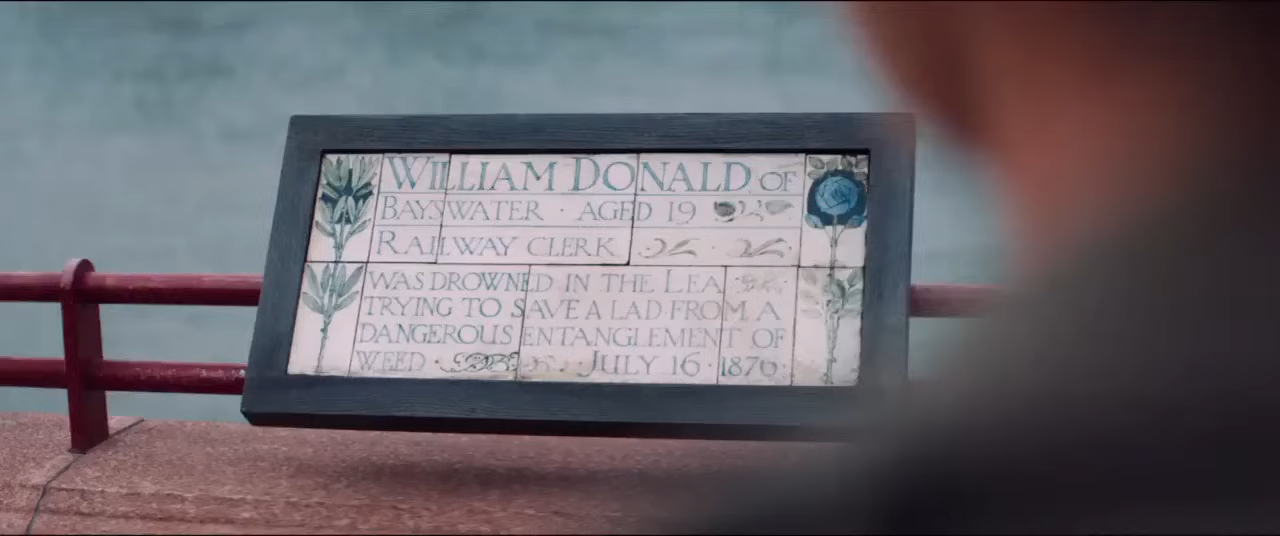 WILLIAM DONALD OF
BAYSWATER · AGED 19
RAILWAY CLERK
WAS DROWNED IN THE LEA
TRYING TO SAVE A LAD FROM A
DANGEROUS ENTANGLEMENT OF
WEED · JULY 16 · 1876